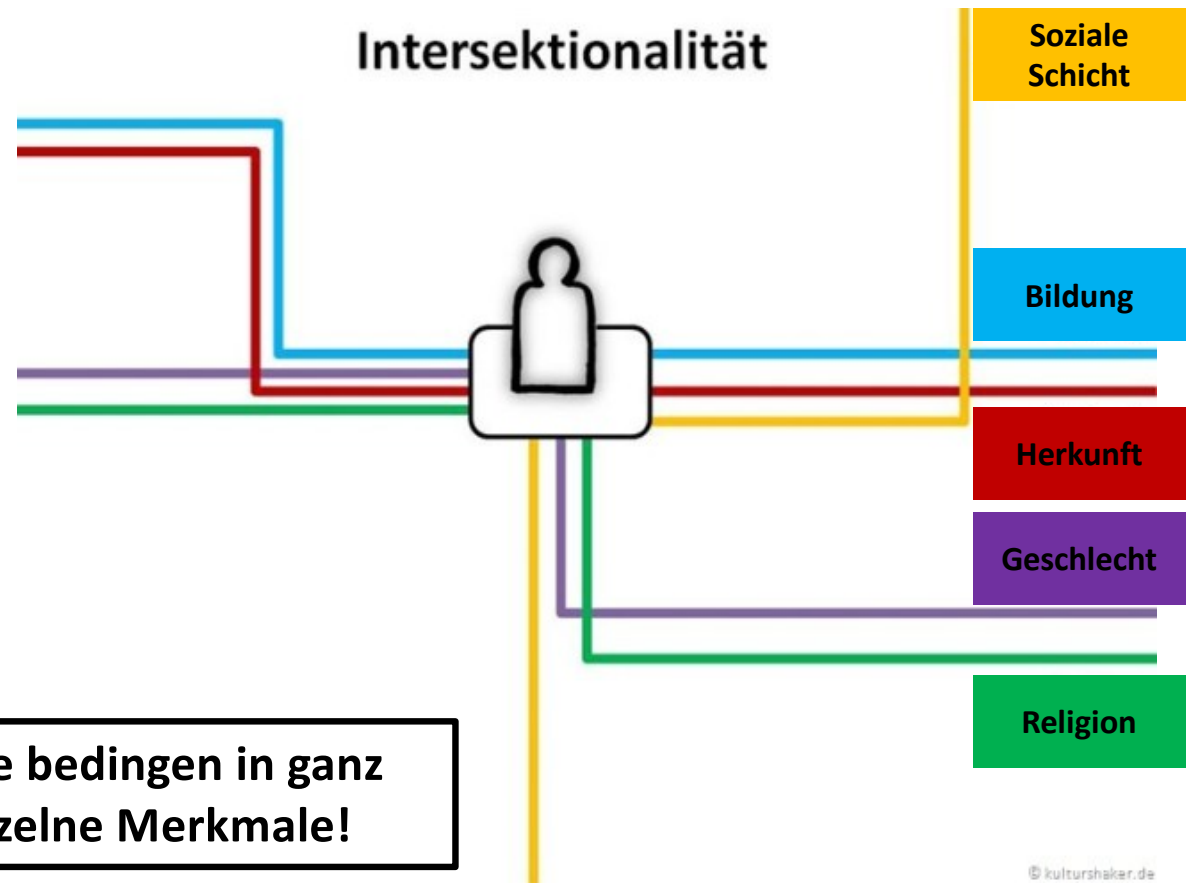 Intersektionalität
Soziale
Schicht
Bildung
Herkunft
Geschlecht
Religion
e bedingen in ganz
zelne Merkmale!
© kulturshaker.de